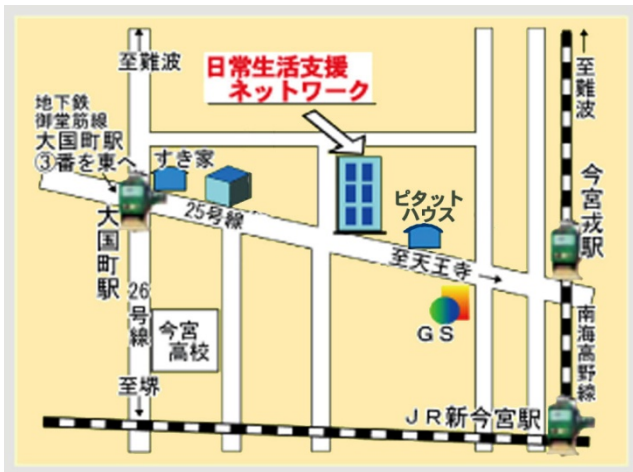 至難波
日常生活支援
ネットワーク
至難波
地下鉄
御堂筋線
大国町駅
③番を東へ
すき家
ピタット
ハウス
今宮戎駅
大国町駅
25号線
至天王寺→
26号線
今宮
高校
GS
南海高野線
至堺
JR新今宮駅